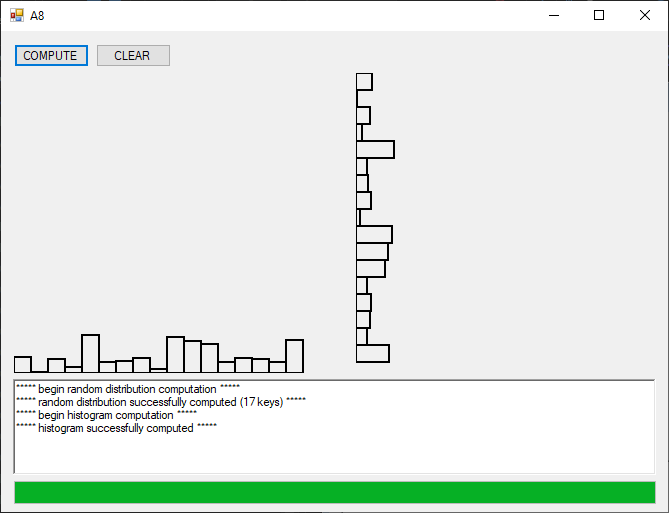 A8
COMPUTE CLEAR
***** begin random distribution computation *****
***** random distribution successfully computed (17 keys) *****
***** begin histogram computation *****
***** histogram successfully computed *****